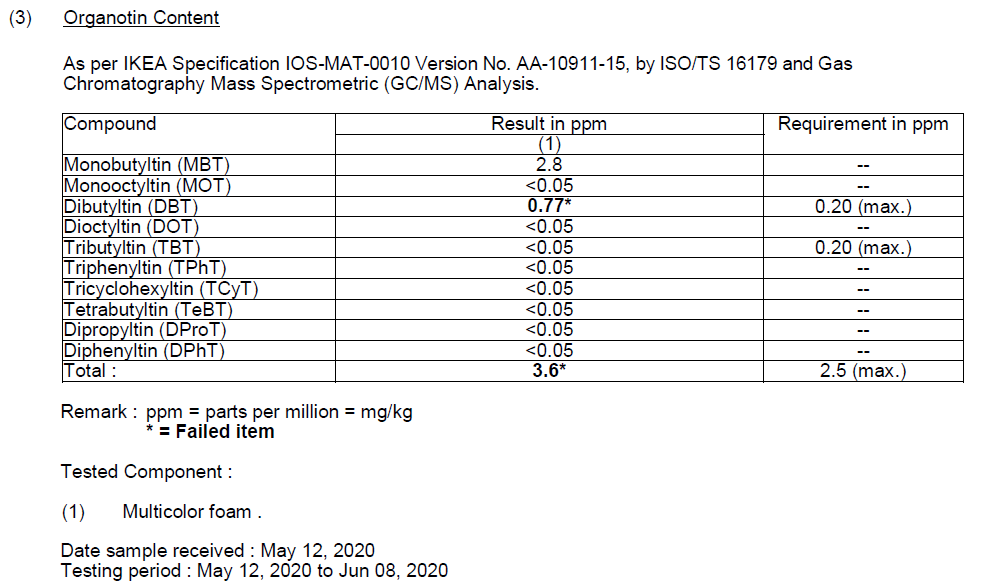 (3) Organotin Content
As per IKEA Specification IOS-MAT-0010 Version No. AA-10911-15, by ISO/TS 16179 and Gas
Chromatography Mass Spectrometric (GC/MS) Analysis.
Compound Result in ppm Requirement in ppm
(1)
Monobutyltin (MBT) 2.8 --
Monooctyltin (MOT) <0.05 --
Dibutyltin (DBT) 0.77* 0.20 (max.)
Dioctyltin (DOT) <0.05 --
Tributyltin (TBT) <0.05 0.20 (max.)
Triphenyltin (TPhT) <0.05 --
Tricyclohexyltin (TCyT) <0.05 --
Tetrabutyltin (TeBT) <0.05 --
Dipropyltin (DProT) <0.05 --
Diphenyltin (DPhT) <0.05 --
Total : 3.6* 2.5 (max.)
Remark : ppm = parts per million = mg/kg
* = Failed item
Tested Component :
(1) Multicolor foam .
Date sample received : May 12, 2020
Testing period : May 12, 2020 to Jun 08, 2020